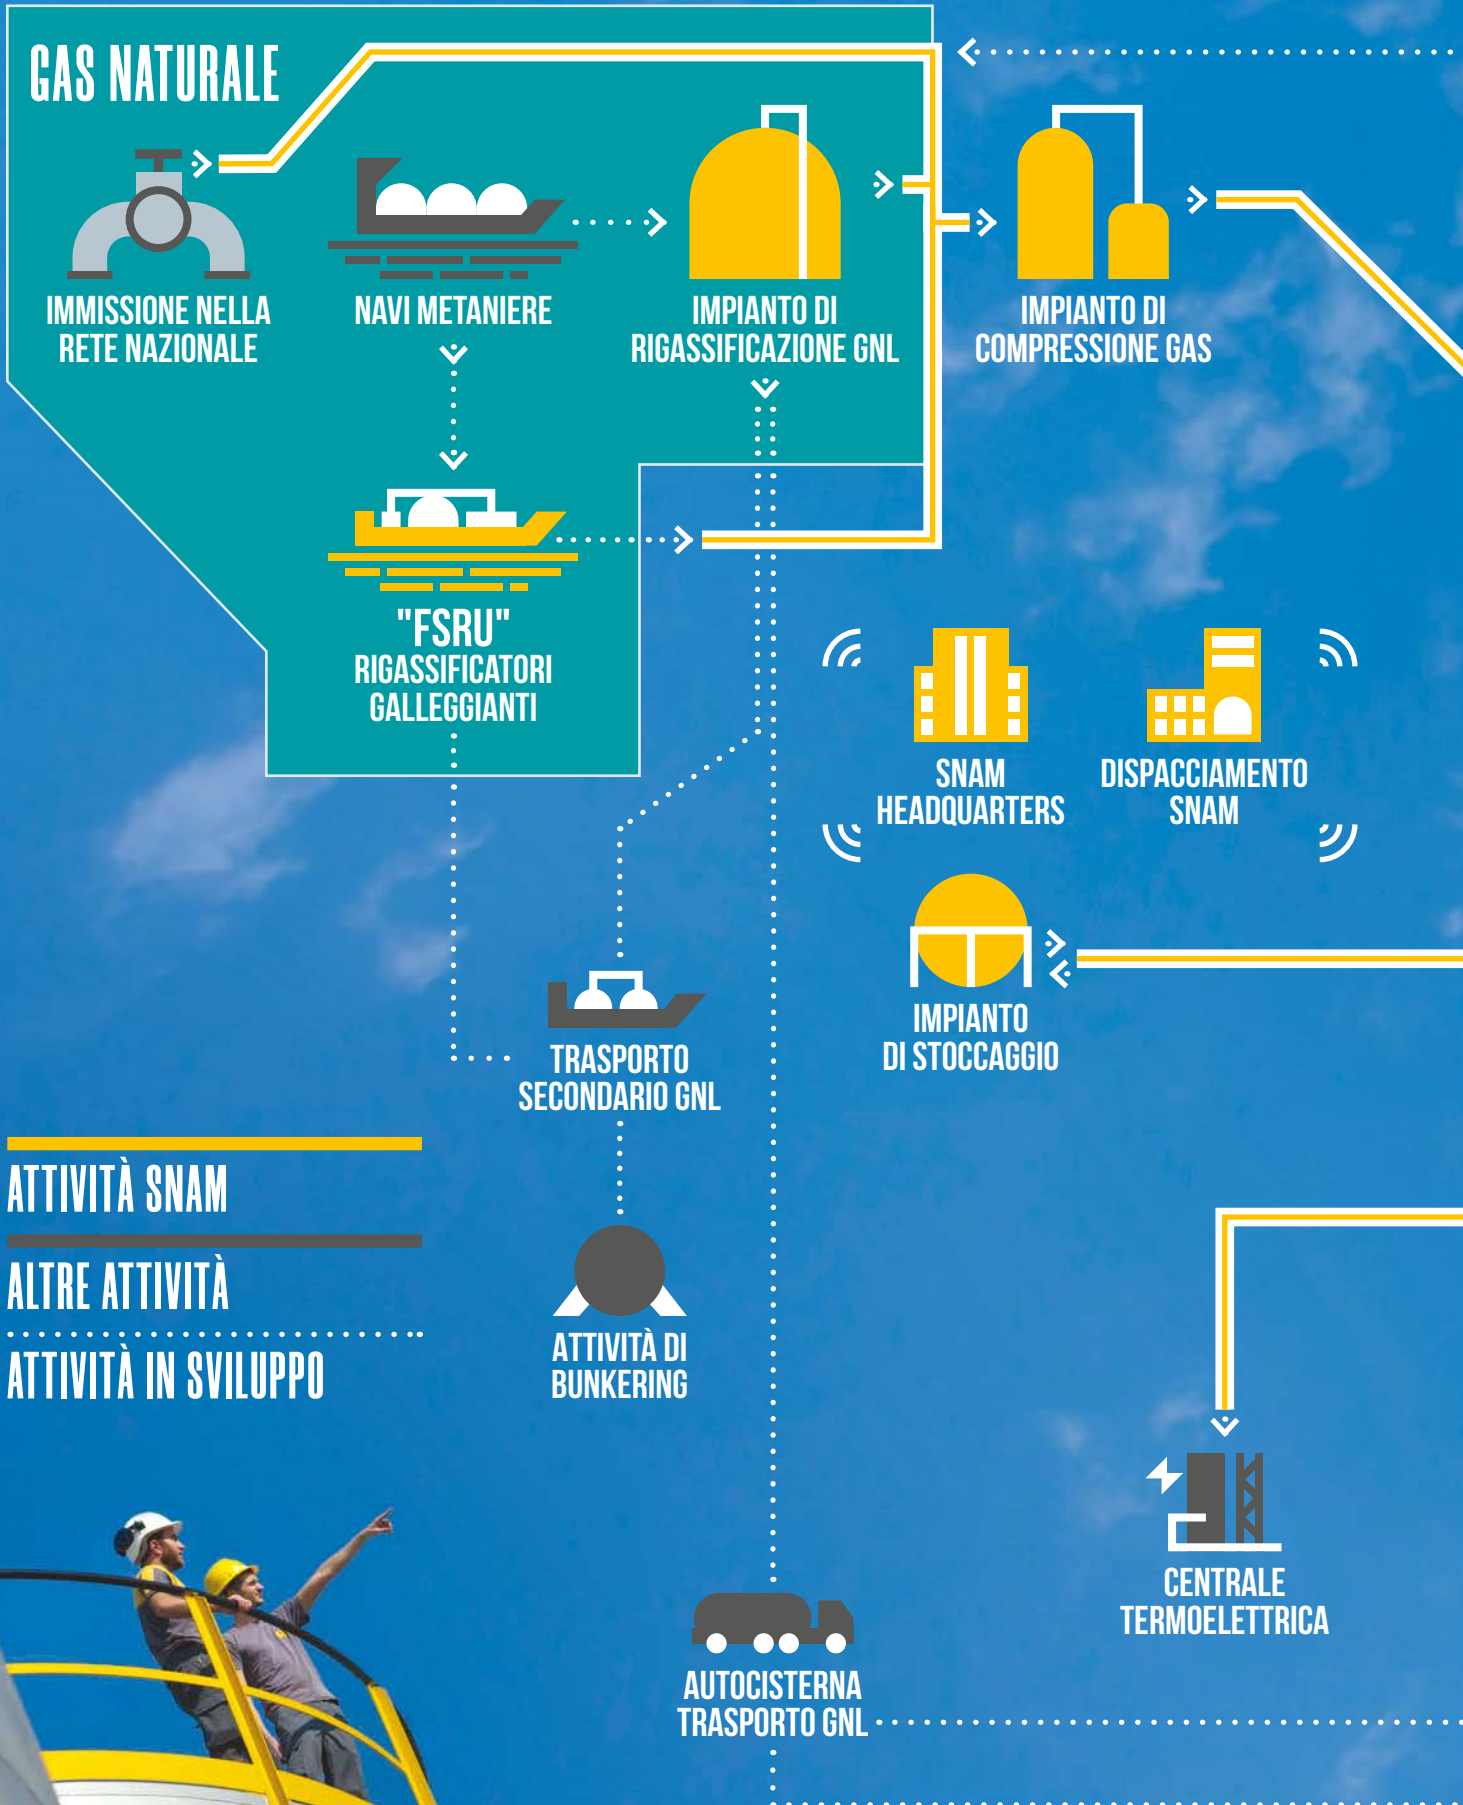 GAS NATURALE
IMMISSIONE NELLA
RETE NAZIONALE
NAVI METANIERE
IMPIANTO DI
RIGASSIFICAZIONE GNL
IMPIANTO DI
COMPRESSIONE GAS
"FSRU"
RIGASSIFICATORI
GALLEGGIANTI
SNAM
HEADQUARTERS
DISPACCIAMENTO
SNAM
IMPIANTO
DI STOCCAGGIO
TRASPORTO
SECONDARIO GNL
ATTIVITÀ SNAM
ALTRE ATTIVITÀ
ATTIVITÀ IN SVILUPPO
ATTIVITÀ DI
BUNKERING
CENTRALE
TERMOELETTRICA
AUTOCISTERNA
TRASPORTO GNL